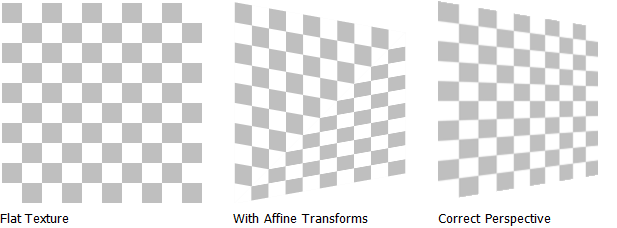 Flat Texture
With Affine Transforms
Correct Perspective